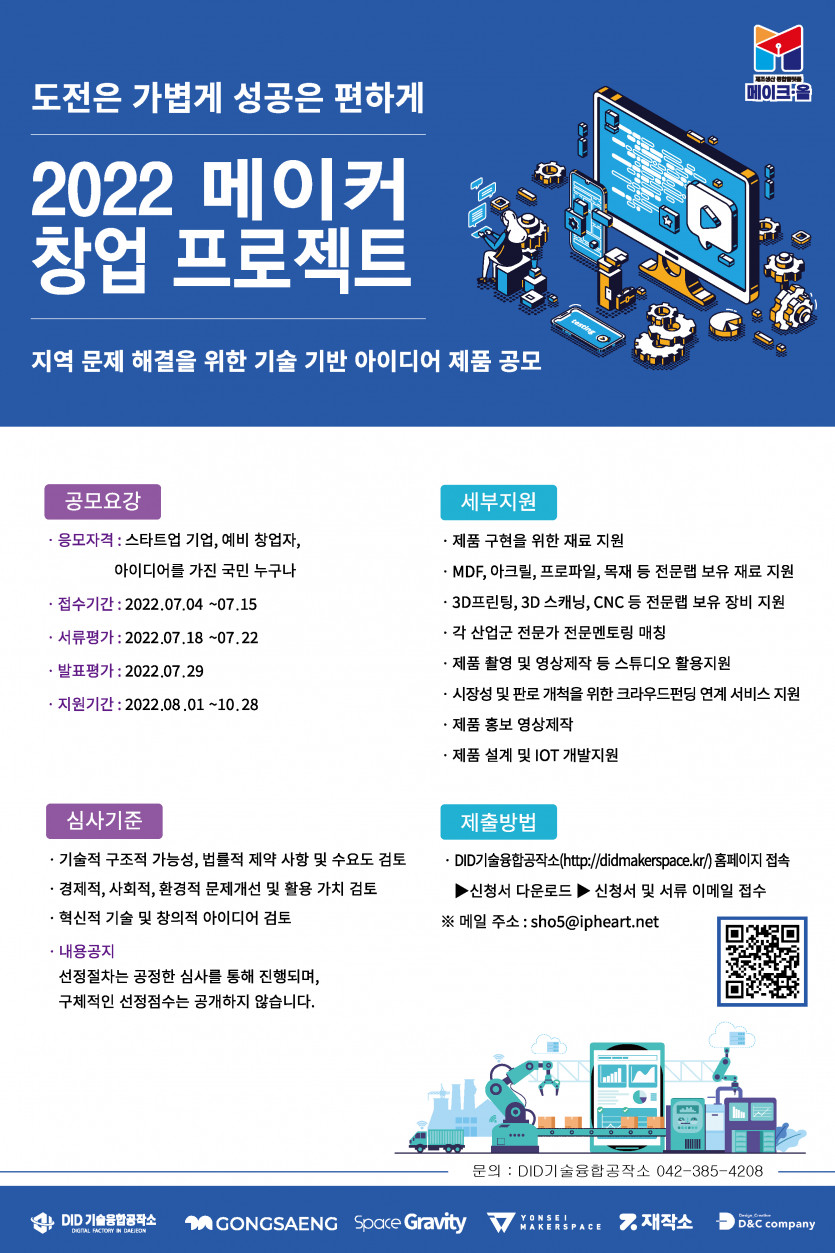 제조생산 통합플랫폼
메이크:올
도전은 가볍게 성공은 편하게
2022 메이커
창업 프로젝트
지역 문제 해결을 위한 기술 기반 아이디어 제품 공모
testing
공모요강
· 응모자격 : 스타트업 기업, 예비 창업자,
아이디어를 가진 국민 누구나
· 접수기간 : 2022.07.04 ~07.15
· 서류평가 : 2022.07.18 ~07.22
· 발표평가 : 2022.07.29
· 지원기간 : 2022.08.01 ~10.28
세부지원
· 제품 구현을 위한 재료 지원
· MDF, 아크릴, 프로파일, 목재 등 전문랩 보유 재료 지원
· 3D프린팅, 3D 스캐닝, CNC 등 전문랩 보유 장비 지원
· 각 산업군 전문가 전문멘토링 매칭
· 제품 촬영 및 영상제작 등 스튜디오 활용지원
· 시장성 및 판로 개척을 위한 크라우드펀딩 연계 서비스 지원
· 제품 홍보 영상제작
· 제품 설계 및 IOT 개발지원
심사기준
· 기술적 구조적 가능성, 법률적 제약 사항 및 수요도 검토
· 경제적, 사회적, 환경적 문제개선 및 활용 가치 검토
· 혁신적 기술 및 창의적 아이디어 검토
· 내용공지
선정절차는 공정한 심사를 통해 진행되며,
구체적인 선정점수는 공개하지 않습니다.
제출방법
· DID기술융합공작소(http://didmakerspace.kr/) 홈페이지 접속
▶신청서 다운로드 ▶ 신청서 및 서류 이메일 접수
※ 메일 주소 : sho5@ipheart.net
문의 : DID기술융합공작소 042-385-4208
DID 기술융합공작소
DIGITAL FACTORY IN DAEJEON
GONGSAENG
Space Gravity
YONSEI
MAKERSPACE
재작소
Design, Creative
D&C company